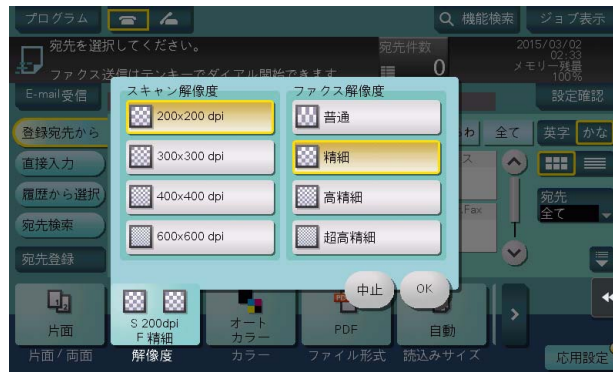 プログラム
機能検索
ジョブ表示
宛先を選択してください。
宛先件数
0
2015/03/02
02:33
メモリー残量
100%
ファクス送信はテンキーでダイアル開始できます
E-mail受信
設定確認
スキャン解像度
ファクス解像度
200x200 dpi
普通
300x300 dpi
精細
400x400 dpi
高精細
600x600 dpi
超高精細
中止
OK
登録宛先から
わ
全て
英字
かな
直接入力
ス
履歴から選択
Fax
宛先
全て
宛先検索
宛先登録
片面
S 200dpi
F 精細
オート
カラー
PDF
自動
片面/両面
解像度
カラー
ファイル形式
読込みサイズ
応用設定